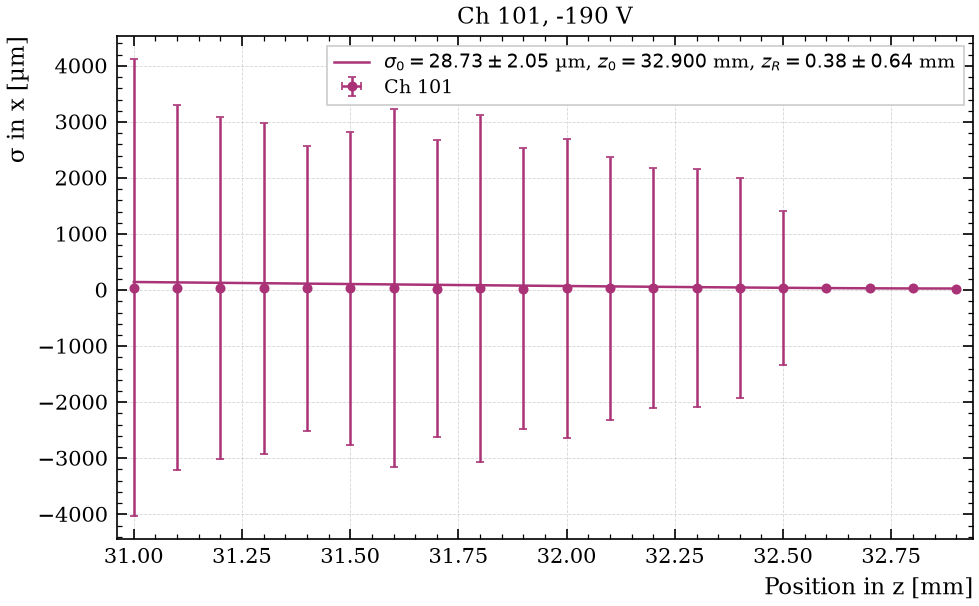 Ch 101, -190 V
σ in x [µm]
σ₀ = 28.73 ± 2.05 µm, z₀ = 32.900 mm, z_R = 0.38 ± 0.64 mm
Ch 101
4000
3000
2000
1000
0
−1000
−2000
−3000
−4000
31.00 31.25 31.50 31.75 32.00 32.25 32.50 32.75
Position in z [mm]